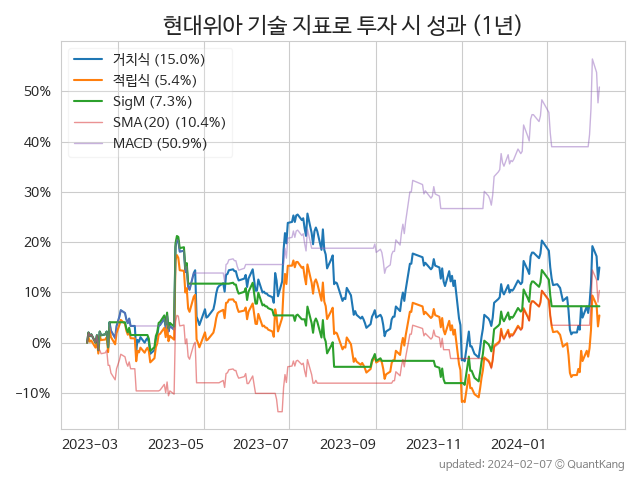 현대위아 기술 지표로 투자 시 성과 (1년)
거치식 (15.0%)
적립식 (5.4%)
SigM (7.3%)
SMA(20) (10.4%)
MACD (50.9%)
50%
40%
30%
20%
10%
0%
−10%
2023-03 2023-05 2023-07 2023-09 2023-11 2024-01
updated: 2024-02-07 © QuantKang